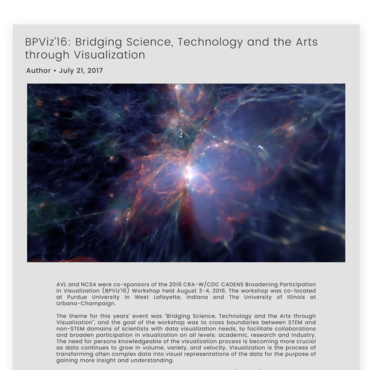 BPViz'16: Bridging Science, Technology and the Arts
through Visualization
Author • July 21, 2017
AVL and NCSA were co-sponsors of the 2016 CRA-W/CDC CADENS Broadening Participation
in Visualization (BPViz'16) Workshop held August 3-4, 2016. The workshop was co-located
at Purdue University in West Lafayette, Indiana and The University of Illinois at
Urbana-Champaign.
The theme for this years' event was "Bridging Science, Technology and the Arts through
Visualization", and the goal of the workshop was to cross boundaries between STEM and
non-STEM domains of scientists with data visualization needs, to facilitate collaborations
and broaden participation in visualization on all levels: academic, research and industry.
The need for persons knowledgeable of the visualization process is becoming more crucial
as data continues to grow in volume, variety, and velocity. Visualization is the process of
transforming often complex data into visual representations of the data for the purpose of
gaining more insight and understanding.